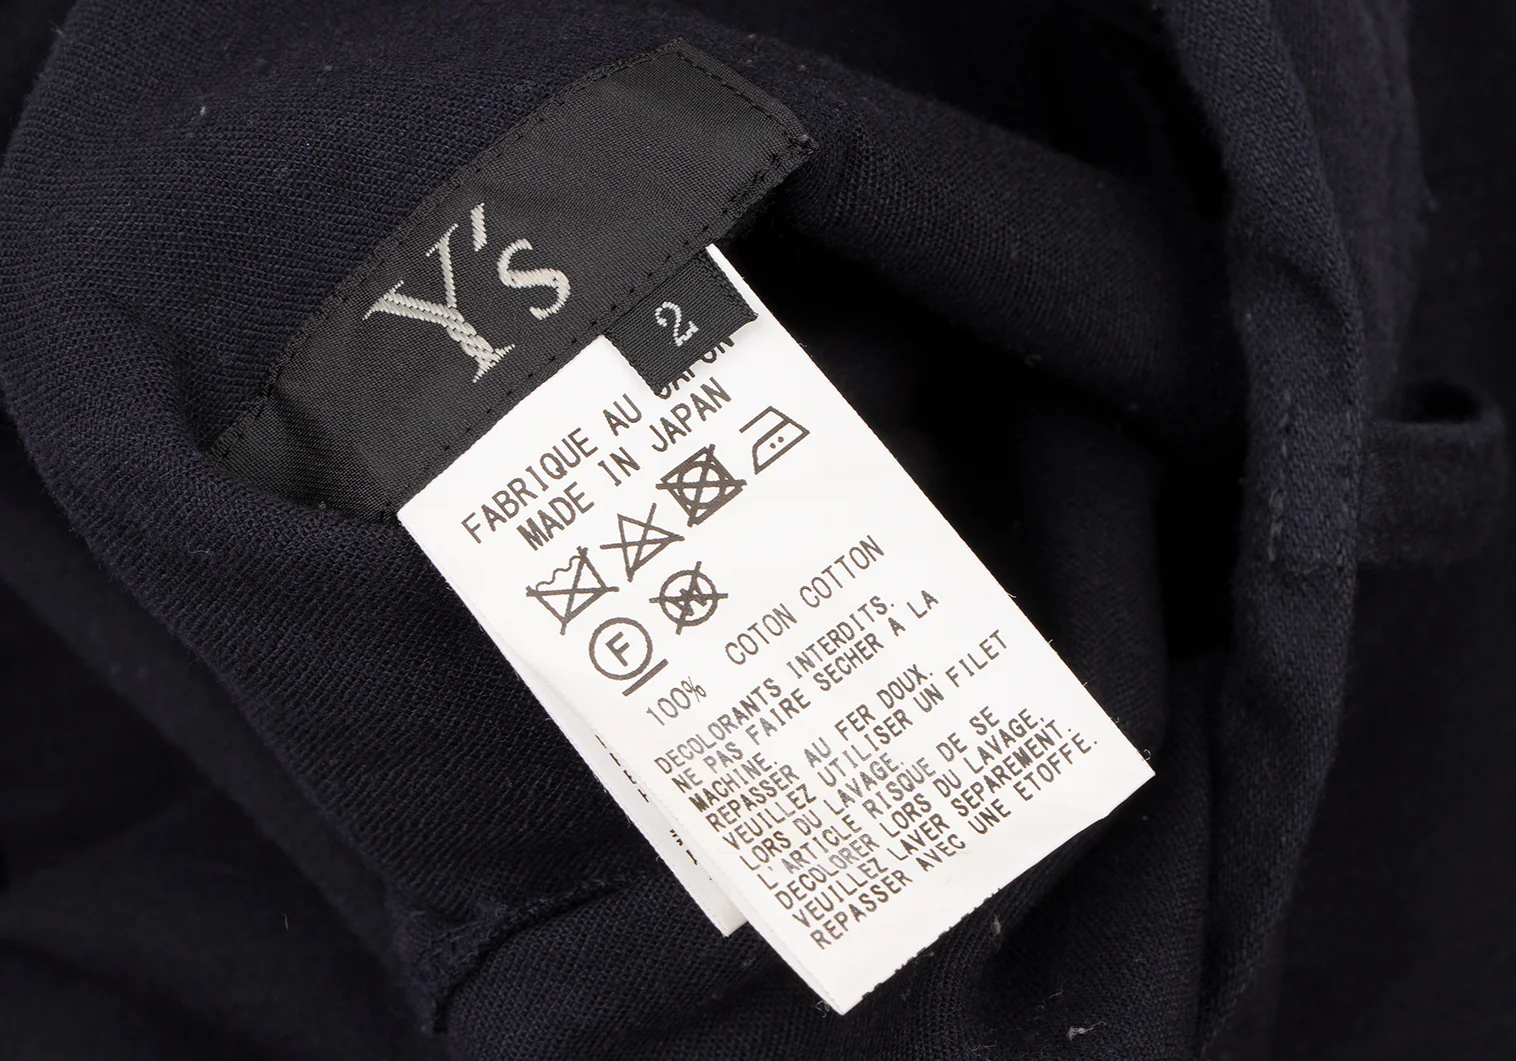 Y's
2
FABRIQUE AU JAPON
MADE IN JAPAN
F
W
100% COTON COTTON
DECOLORANTS INTERDITS.
NE PAS FAIRE SECHER A LA
MACHINE.
REPASSER AU FER DOUX.
VEUILLEZ UTILISER UN FILET
LORS DU LAVAGE.
L'ARTICLE RISQUE DE SE
DECOLORER LORS DU LAVAGE,
VEUILLEZ LAVER SEPAREMENT.
REPASSER AVEC UNE ETOFFE.